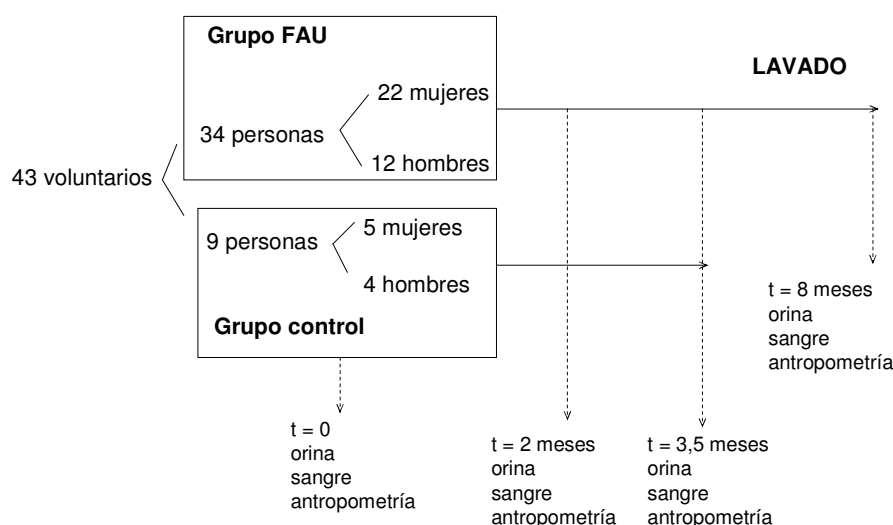 Grupo FAU
LAVADO
22 mujeres
34 personas
12 hombres
43 voluntarios
5 mujeres
9 personas
4 hombres
Grupo control
t = 0
orina
sangre
antropometría
t = 2 meses
orina
sangre
antropometría
t = 3,5 meses
orina
sangre
antropometría
t = 8 meses
orina
sangre
antropometría